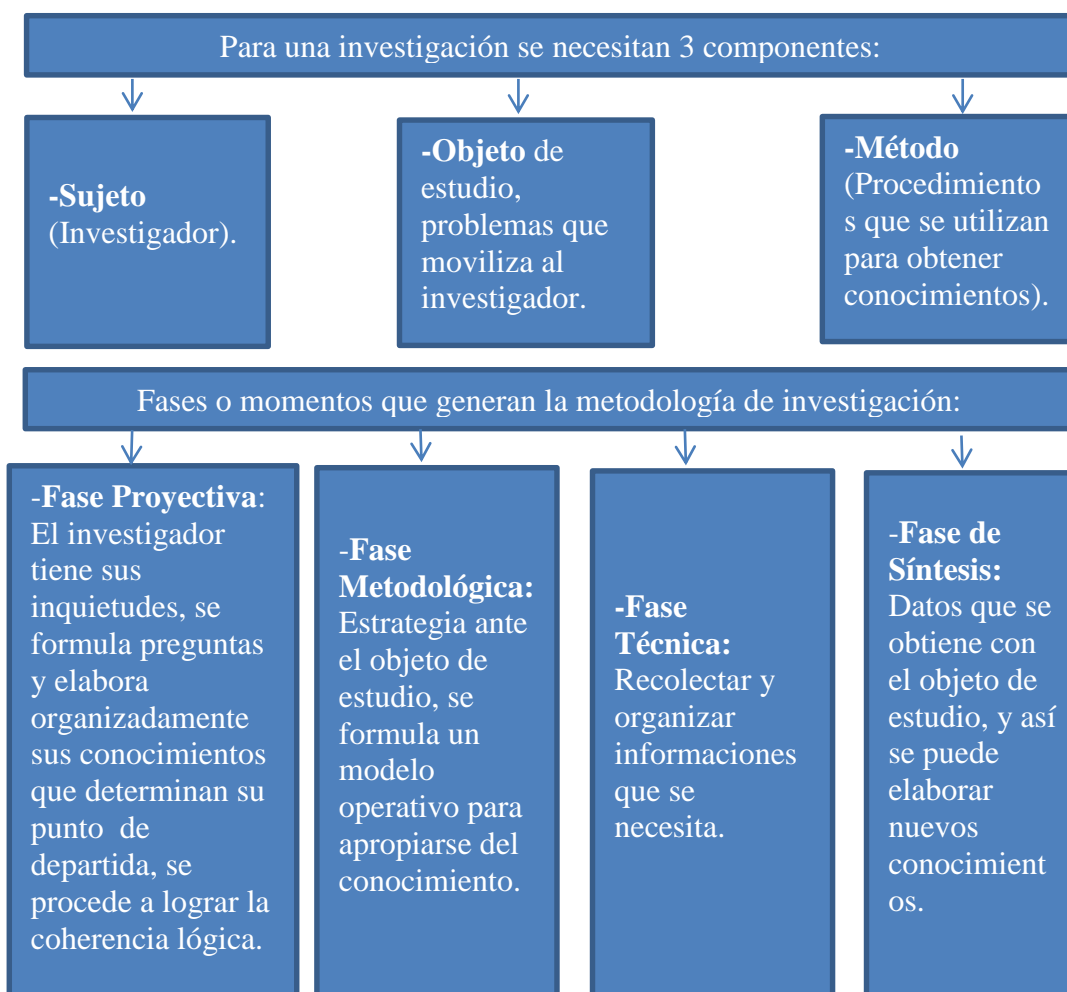 Para una investigación se necesitan 3 componentes:
-Sujeto
(Investigador).
-Objeto de
estudio,
problemas que
moviliza al
investigador.
-Método
(Procedimiento
s que se utilizan
para obtener
conocimientos).
Fases o momentos que generan la metodología de investigación:
-Fase Proyectiva:
El investigador
tiene sus
inquietudes, se
formula preguntas
y elabora
organizadamente
sus conocimientos
que determinan su
punto de
departida, se
procede a lograr la
coherencia lógica.
-Fase
Metodológica:
Estrategia ante
el objeto de
estudio, se
formula un
modelo
operativo para
apropiarse del
conocimiento.
-Fase
Técnica:
Recolectar y
organizar
informaciones
que se
necesita.
-Fase de
Síntesis:
Datos que se
obtiene con
el objeto de
estudio, y así
se puede
elaborar
nuevos
conocimient
os.